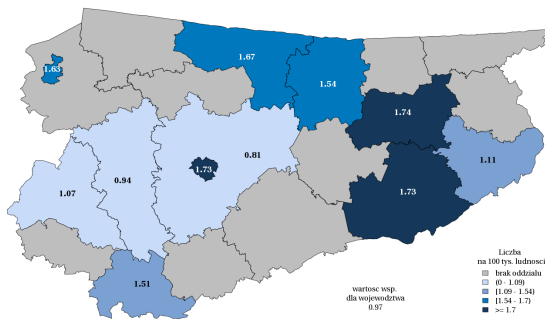 1.67
1.63
1.54
1.74
0.81
1.11
1.73
0.94
1.07
1.73
1.51
wartosc wsp.
dla wojewodztwa
0.97
Liczba
na 100 tys. ludnosci
brak oddziału
(0 - 1.09)
[1.09 - 1.54)
[1.54 - 1.7)
>= 1.7